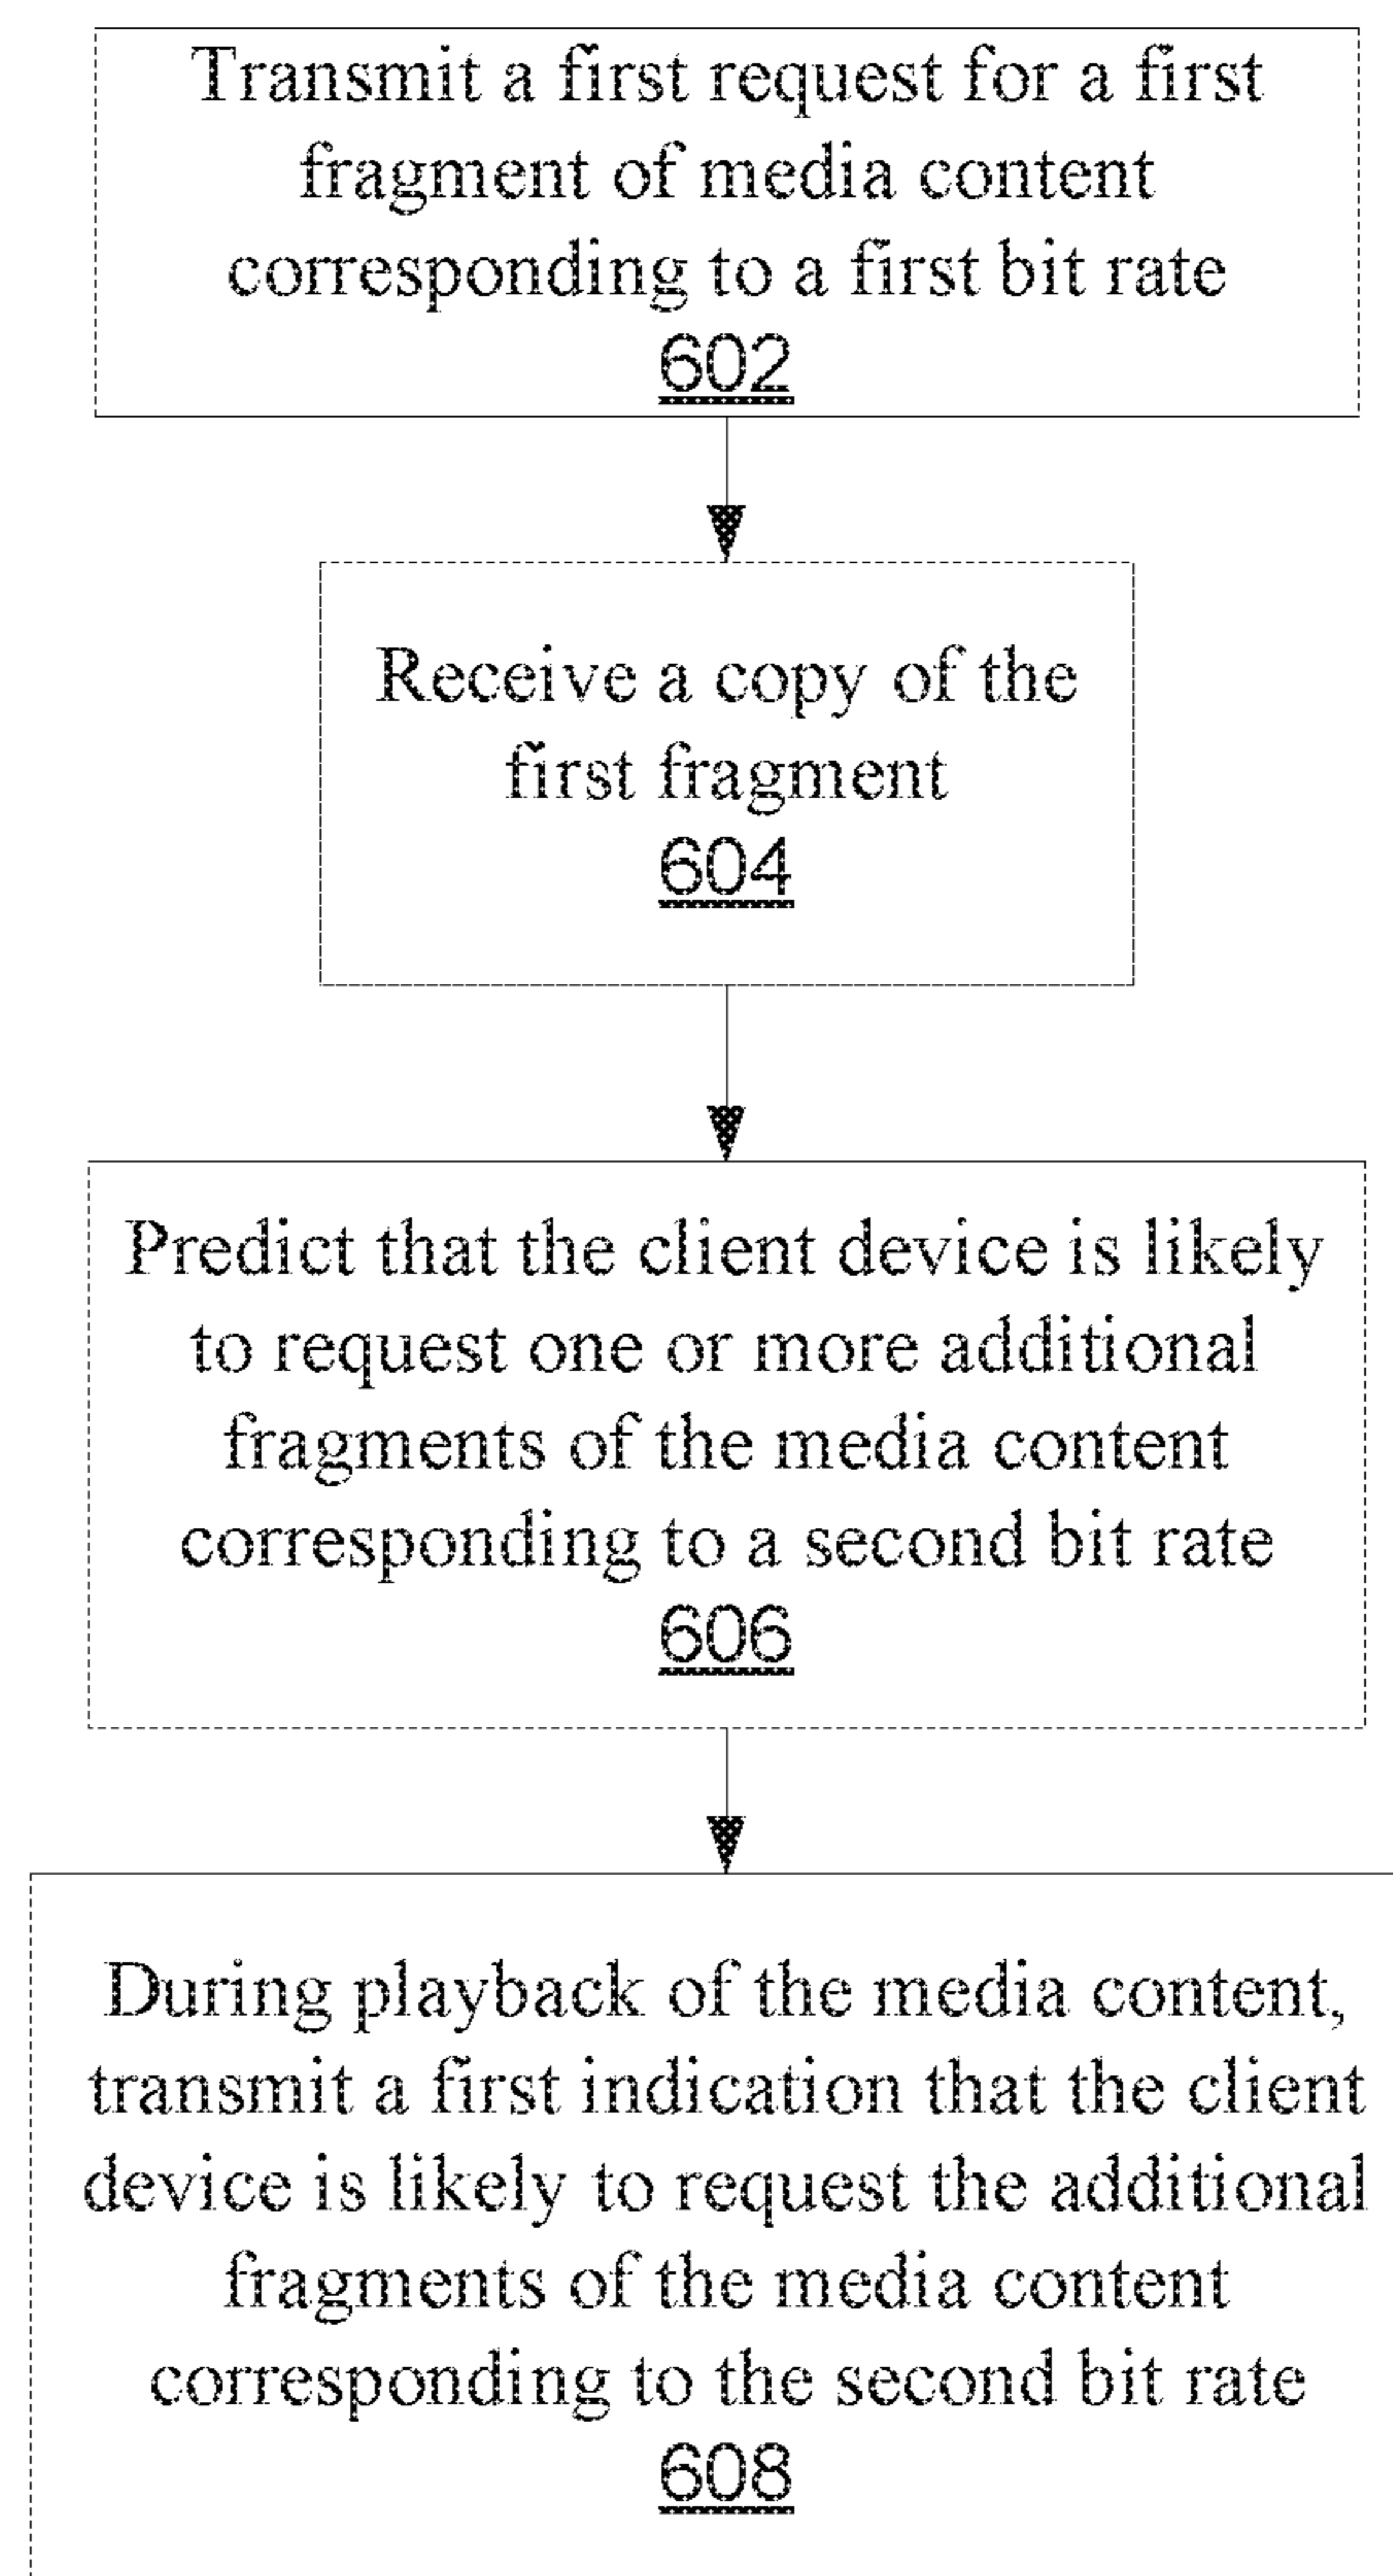 Transmit a first request for a first
fragment of media content
corresponding to a first bit rate
602
Receive a copy of the
first fragment
604
Predict that the client device is likely
to request one or more additional
fragments of the media content
corresponding to a second bit rate
606
During playback of the media content,
transmit a first indication that the client
device is likely to request the additional
fragments of the media content
corresponding to the second bit rate
608